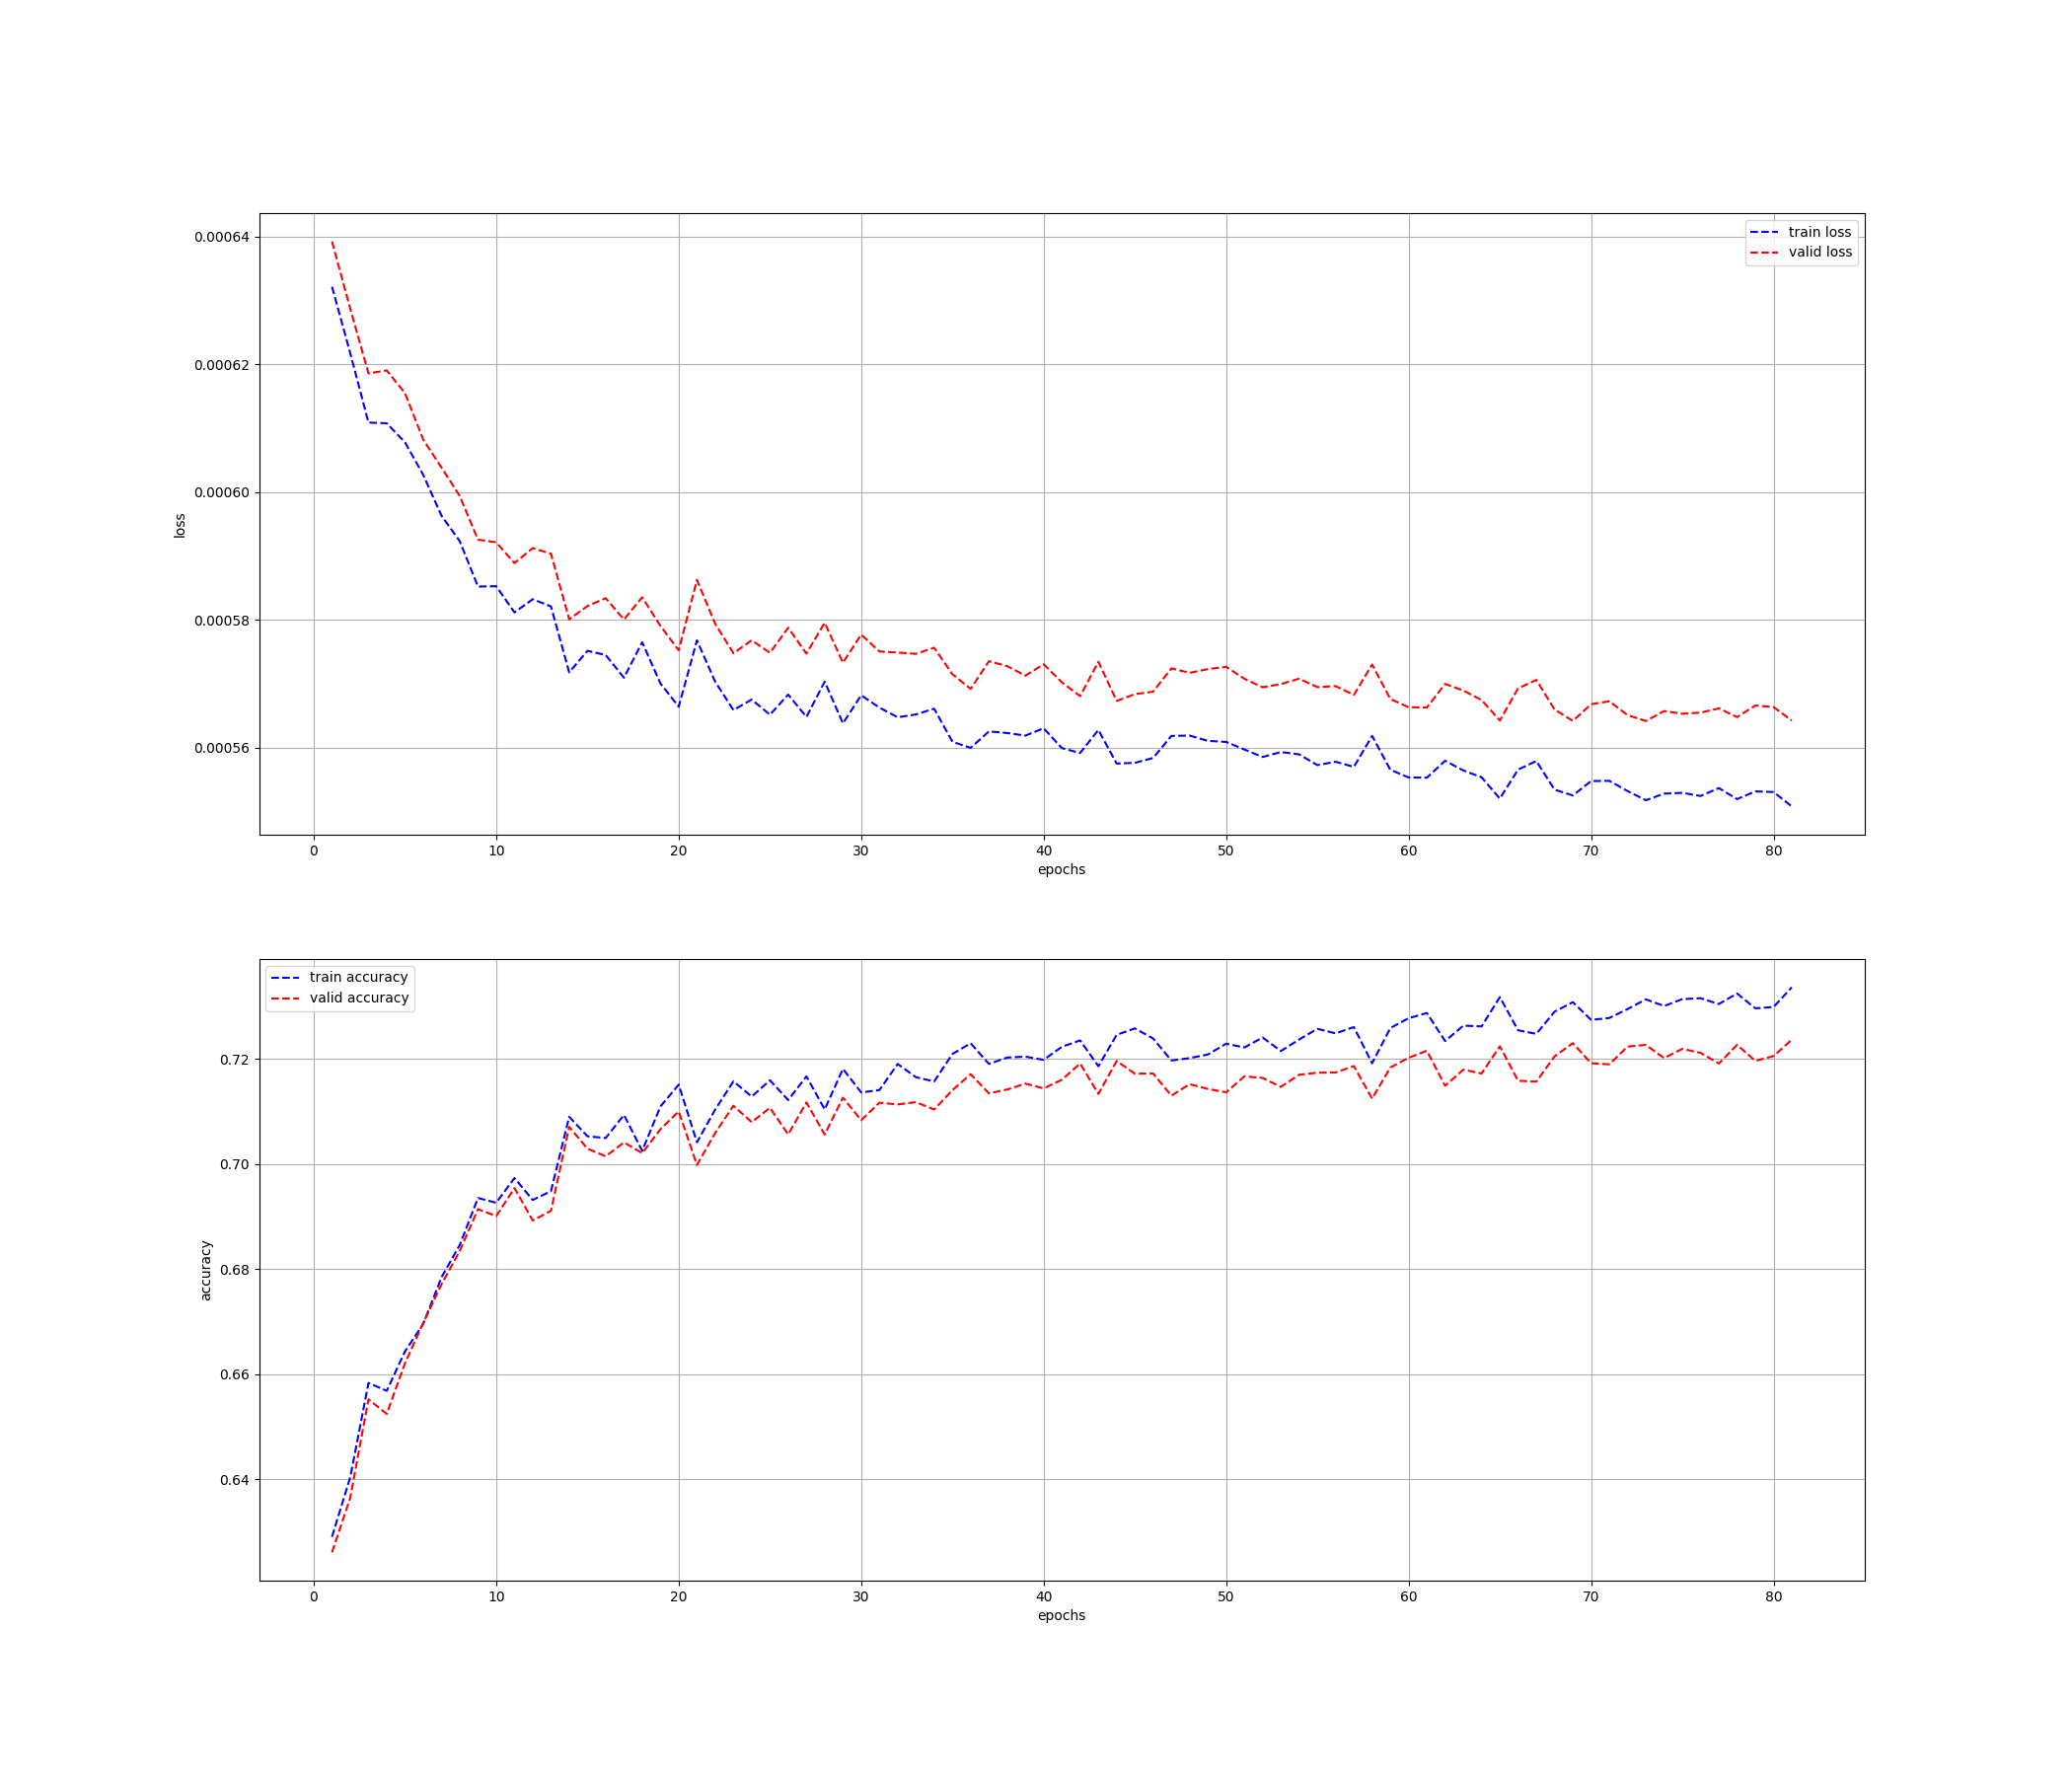 train loss
valid loss
0.00064
0.00062
0.00060
0.00058
0.00056
loss
0 10 20 30 40 50 60 70 80
epochs
train accuracy
valid accuracy
0.72
0.70
0.68
0.66
0.64
accuracy
0 10 20 30 40 50 60 70 80
epochs